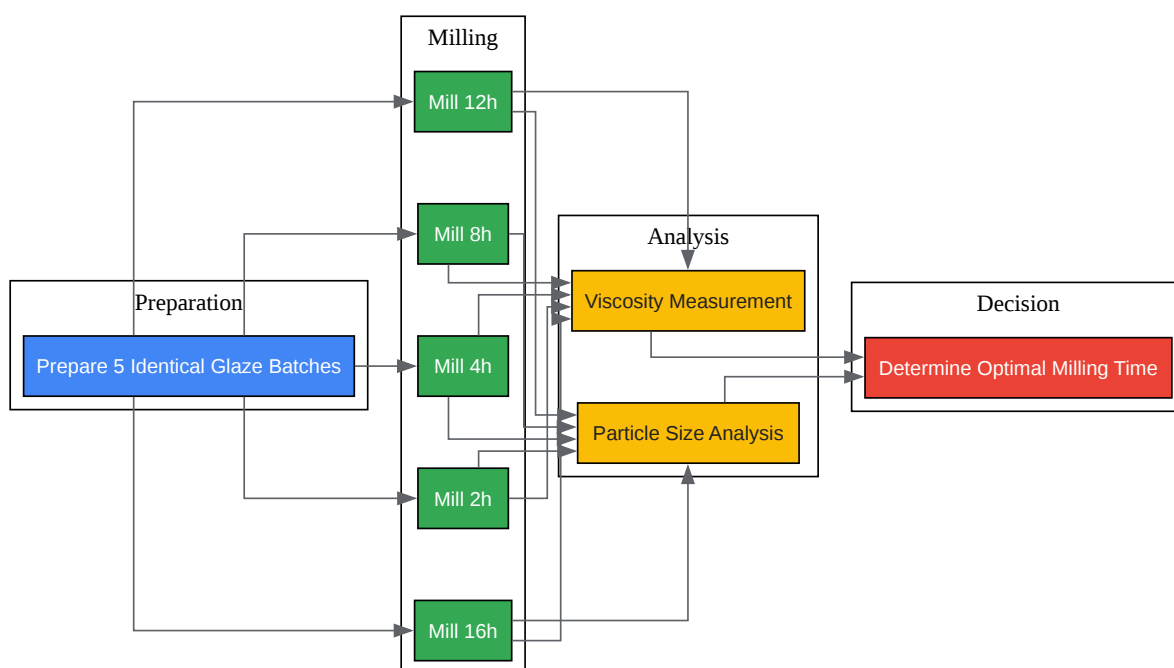 Milling
Mill 12h
Mill 8h
Analysis
Preparation
Viscosity Measurement
Decision
Prepare 5 Identical Glaze Batches
Mill 4h
Determine Optimal Milling Time
Particle Size Analysis
Mill 2h
Mill 16h